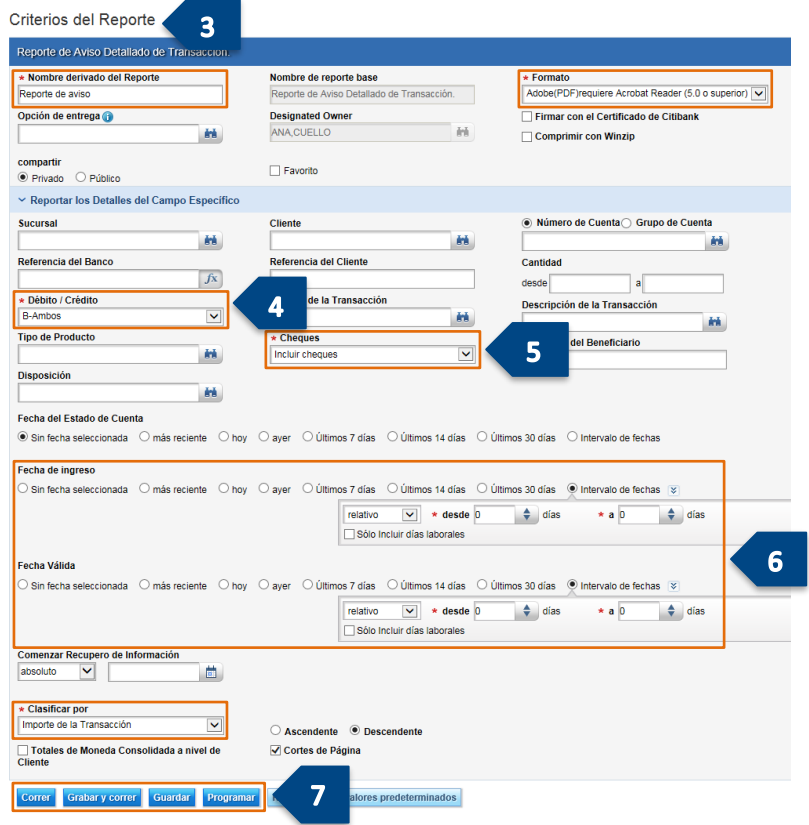 Criterios del Reporte
3
Reporte de Aviso Detallado de Transacción.
* Nombre derivado del Reporte
Nombre de reporte base
* Formato
Reporte de aviso
Reporte de Aviso Detallado de Transacción.
Adobe(PDF)requiere Acrobat Reader (5.0 o superior)
Opción de entrega
Designated Owner
Firmar con el Certificado de Citibank
ANA,CUELLO
Comprimir con Winzip
compartir
Privado Público
Favorito
Reportar los Detalles del Campo Específico
Sucursal
Cliente
Número de Cuenta Grupo de Cuenta
Referencia del Banco
Referencia del Cliente
Cantidad
fx
desde a
* Débito / Crédito
4
de la Transacción
Descripción de la Transacción
B-Ambos
Tipo de Producto
* Cheques
5
del Beneficiario
Incluir cheques
Disposición
Fecha del Estado de Cuenta
Sin fecha seleccionada más reciente hoy ayer Últimos 7 días Últimos 14 días Últimos 30 días Intervalo de fechas
Fecha de ingreso
Sin fecha seleccionada más reciente hoy ayer Últimos 7 días Últimos 14 días Últimos 30 días Intervalo de fechas
relativo * desde 0 días * a 0 días
Sólo Incluir días laborales
6
Fecha Válida
Sin fecha seleccionada más reciente hoy ayer Últimos 7 días Últimos 14 días Últimos 30 días Intervalo de fechas
relativo * desde 0 días * a 0 días
Sólo Incluir días laborales
Comenzar Recupero de Información
absoluto
* Clasificar por
Importe de la Transacción
Ascendente Descendente
Totales de Moneda Consolidada a nivel de
Cliente
Cortes de Página
Correr Grabar y correr Guardar Programar
7
alores predeterminados